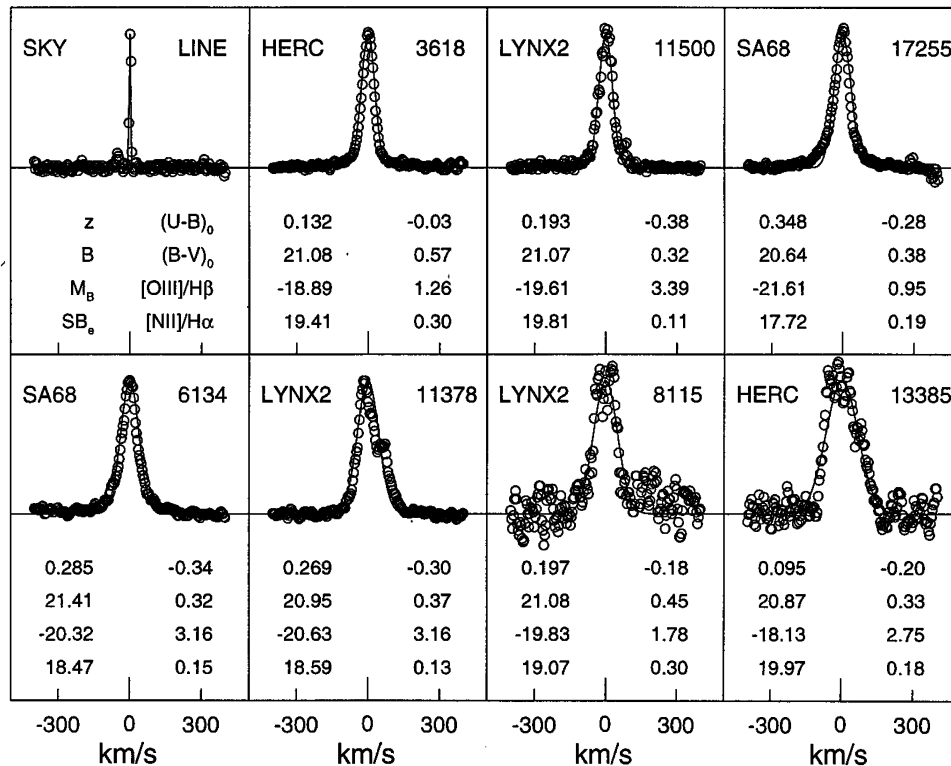 SKY LINE HERC 3618 LYNX2 11500 SA68 17255
z (U-B)₀ 0.132 -0.03 0.193 -0.38 0.348 -0.28
B (B-V)₀ 21.08 0.57 21.07 0.32 20.64 0.38
M_B [OIII]/Hβ -18.89 1.26 -19.61 3.39 -21.61 0.95
SB_e [NII]/Hα 19.41 0.30 19.81 0.11 17.72 0.19
SA68 6134 LYNX2 11378 LYNX2 8115 HERC 13385
0.285 -0.34 0.269 -0.30 0.197 -0.18 0.095 -0.20
21.41 0.32 20.95 0.37 21.08 0.45 20.87 0.33
-20.32 3.16 -20.63 3.16 -19.83 1.78 -18.13 2.75
18.47 0.15 18.59 0.13 19.07 0.30 19.97 0.18
-300 0 300 -300 0 300 -300 0 300 -300 0 300
km/s km/s km/s km/s